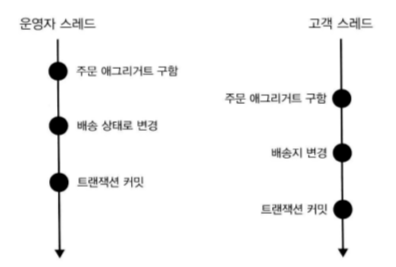 운영자 스레드
고객 스레드
주문 애그리거트 구함
주문 애그리거트 구함
배송 상태로 변경
배송지 변경
트랜잭션 커밋
트랜잭션 커밋